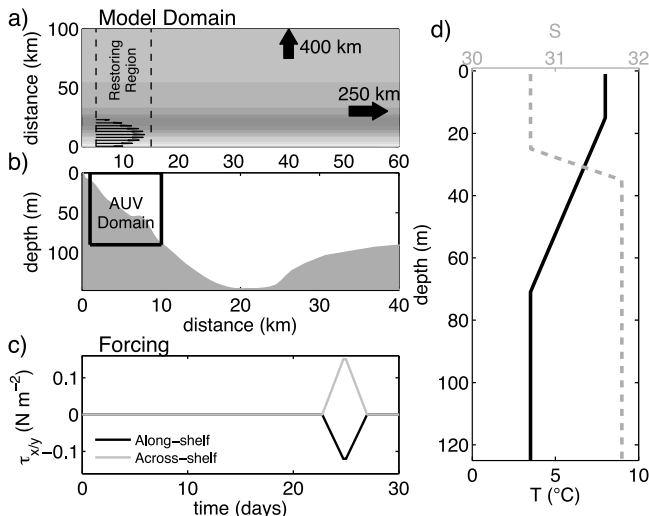 a) Model Domain
100
50
0
distance (km)
Restoring
Region
400 km
250 km
10 20 30 40 50 60
b)
0
50
100
depth (m)
AUV
Domain
0 10 20 30 40
distance (km)
c) Forcing
0.1
0
−0.1
τx/y (N m−2)
Along−shelf
Across−shelf
0 10 20 30
time (days)
d)
S
30 31 32
0
20
40
60
80
100
120
depth (m)
0 5 10
T (°C)